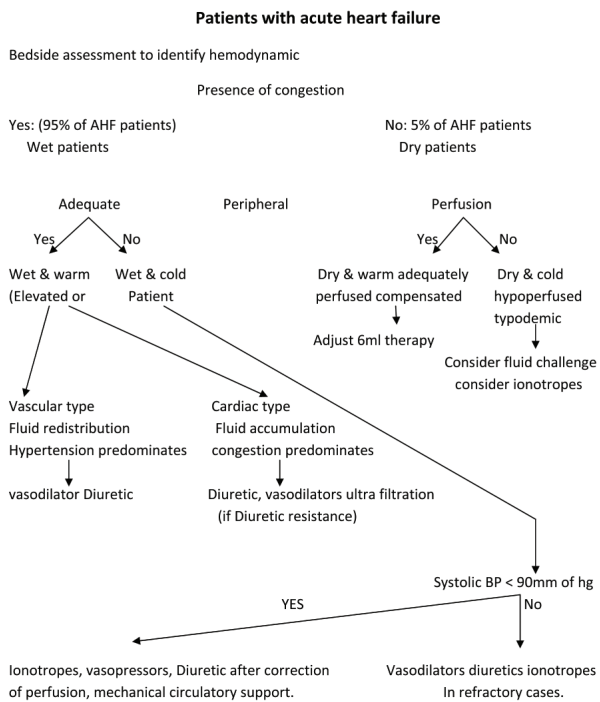 Patients with acute heart failure
Bedside assessment to identify hemodynamic
Presence of congestion
Yes: (95% of AHF patients)
Wet patients
No: 5% of AHF patients
Dry patients
Adequate
Peripheral
Perfusion
Yes
No
Yes
No
Wet & warm
(Elevated or
Wet & cold
Patient
Dry & warm adequately
perfused compensated
Dry & cold
hypoperfused
typodemic
Adjust 6ml therapy
Consider fluid challenge
consider ionotropes
Vascular type
Fluid redistribution
Hypertension predominates
Cardiac type
Fluid accumulation
congestion predominates
vasodilator Diuretic
Diuretic, vasodilators ultra filtration
(if Diuretic resistance)
Systolic BP < 90mm of hg
YES
No
Ionotropes, vasopressors, Diuretic after correction
of perfusion, mechanical circulatory support.
Vasodilators diuretics ionotropes
In refractory cases.